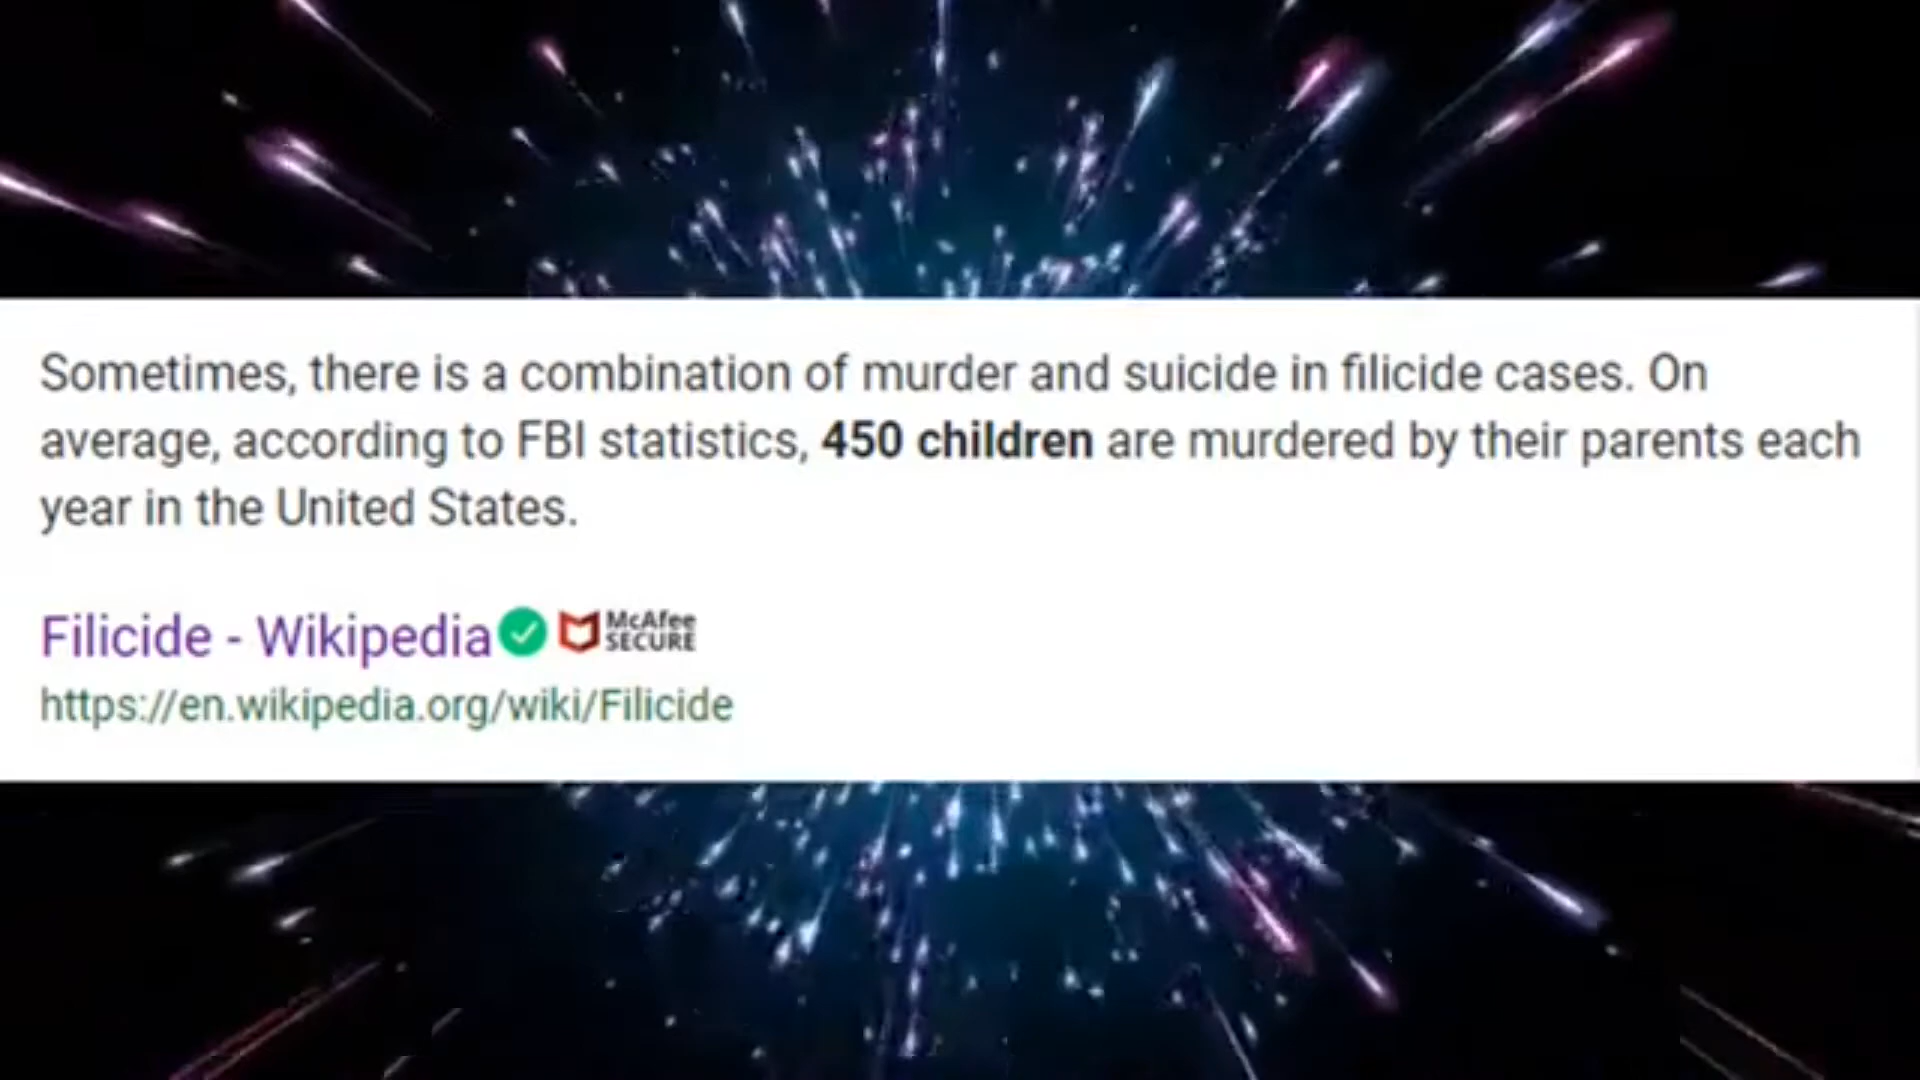 Sometimes, there is a combination of murder and suicide in filicide cases. On
average, according to FBI statistics, 450 children are murdered by their parents each
year in the United States.
Filicide - Wikipedia McAfee SECURE
https://en.wikipedia.org/wiki/Filicide